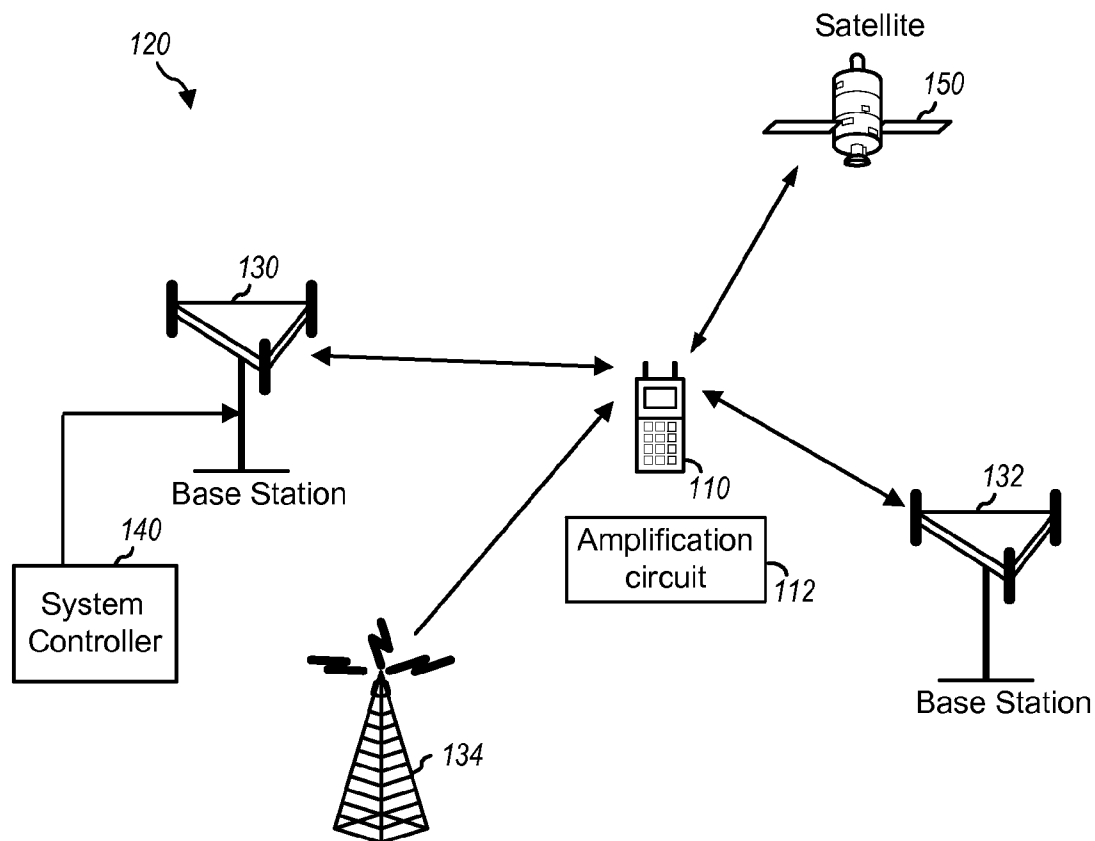 120
Satellite
150
130
110
Base Station
132
140
Amplification
circuit
112
System
Controller
Base Station
134